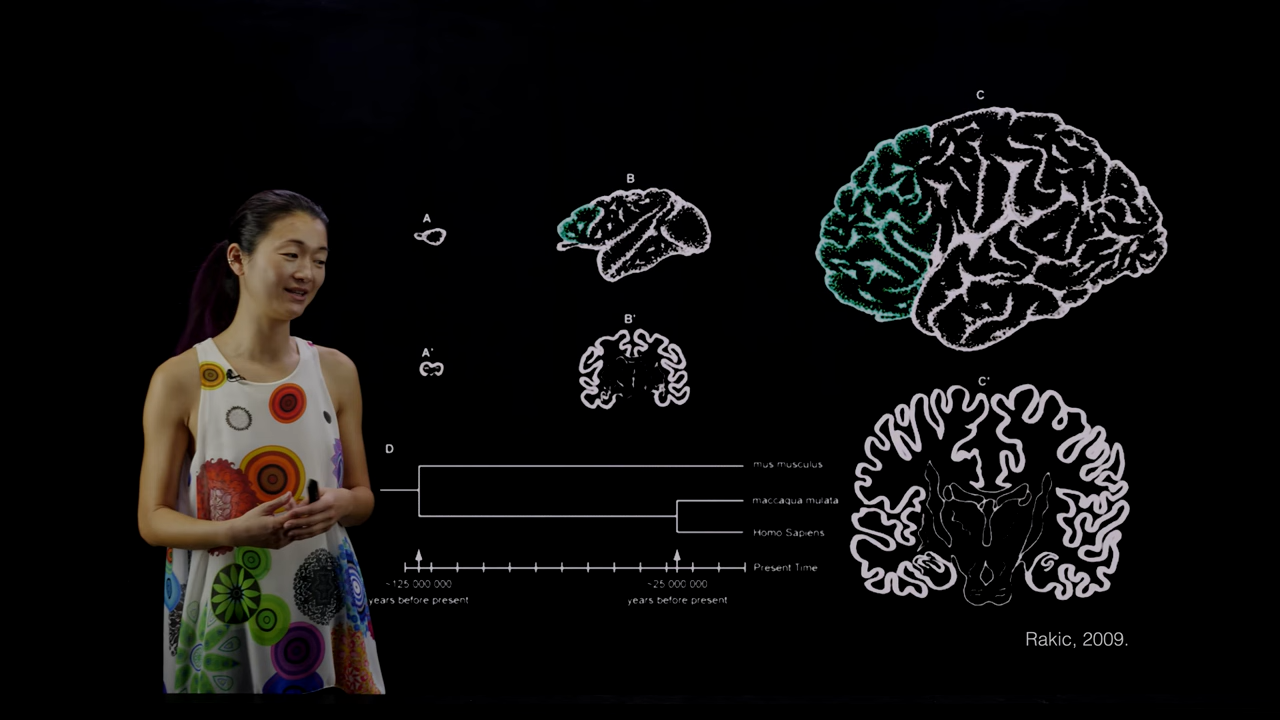 A
B
C
A'
B'
C'
D
mus musculus
maccaqua mulata
Homo Sapiens
Present Time
~125 000 000
years before present
~25 000 000
years before present
Rakic, 2009.